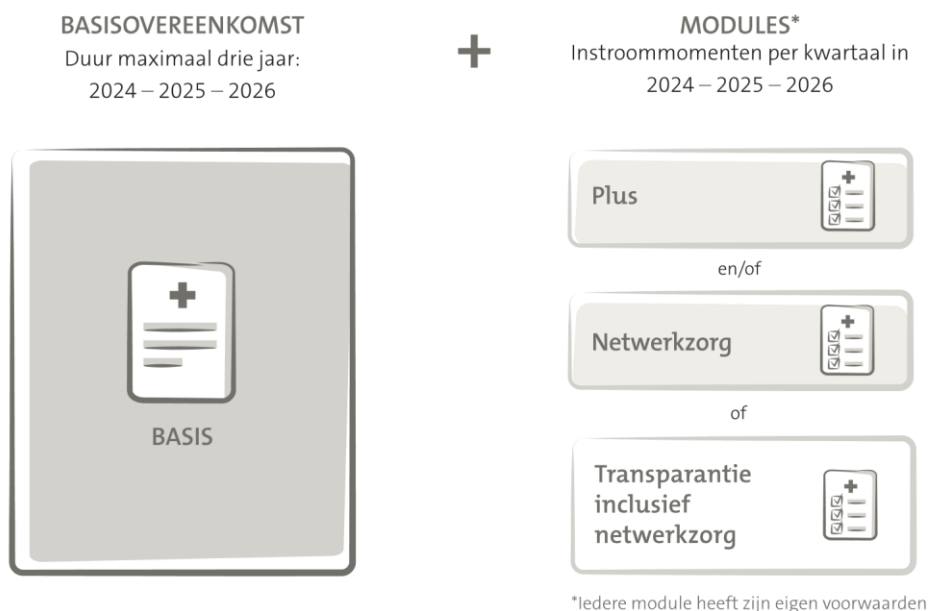 BASISOVEREENKOMST
Duur maximaal drie jaar:
2024 – 2025 – 2026
+
MODULES*
Instroommomenten per kwartaal in
2024 – 2025 – 2026
BASIS
Plus
en/of
Netwerkzorg
of
Transparantie
inclusief
netwerkzorg
*Iedere module heeft zijn eigen voorwaarden